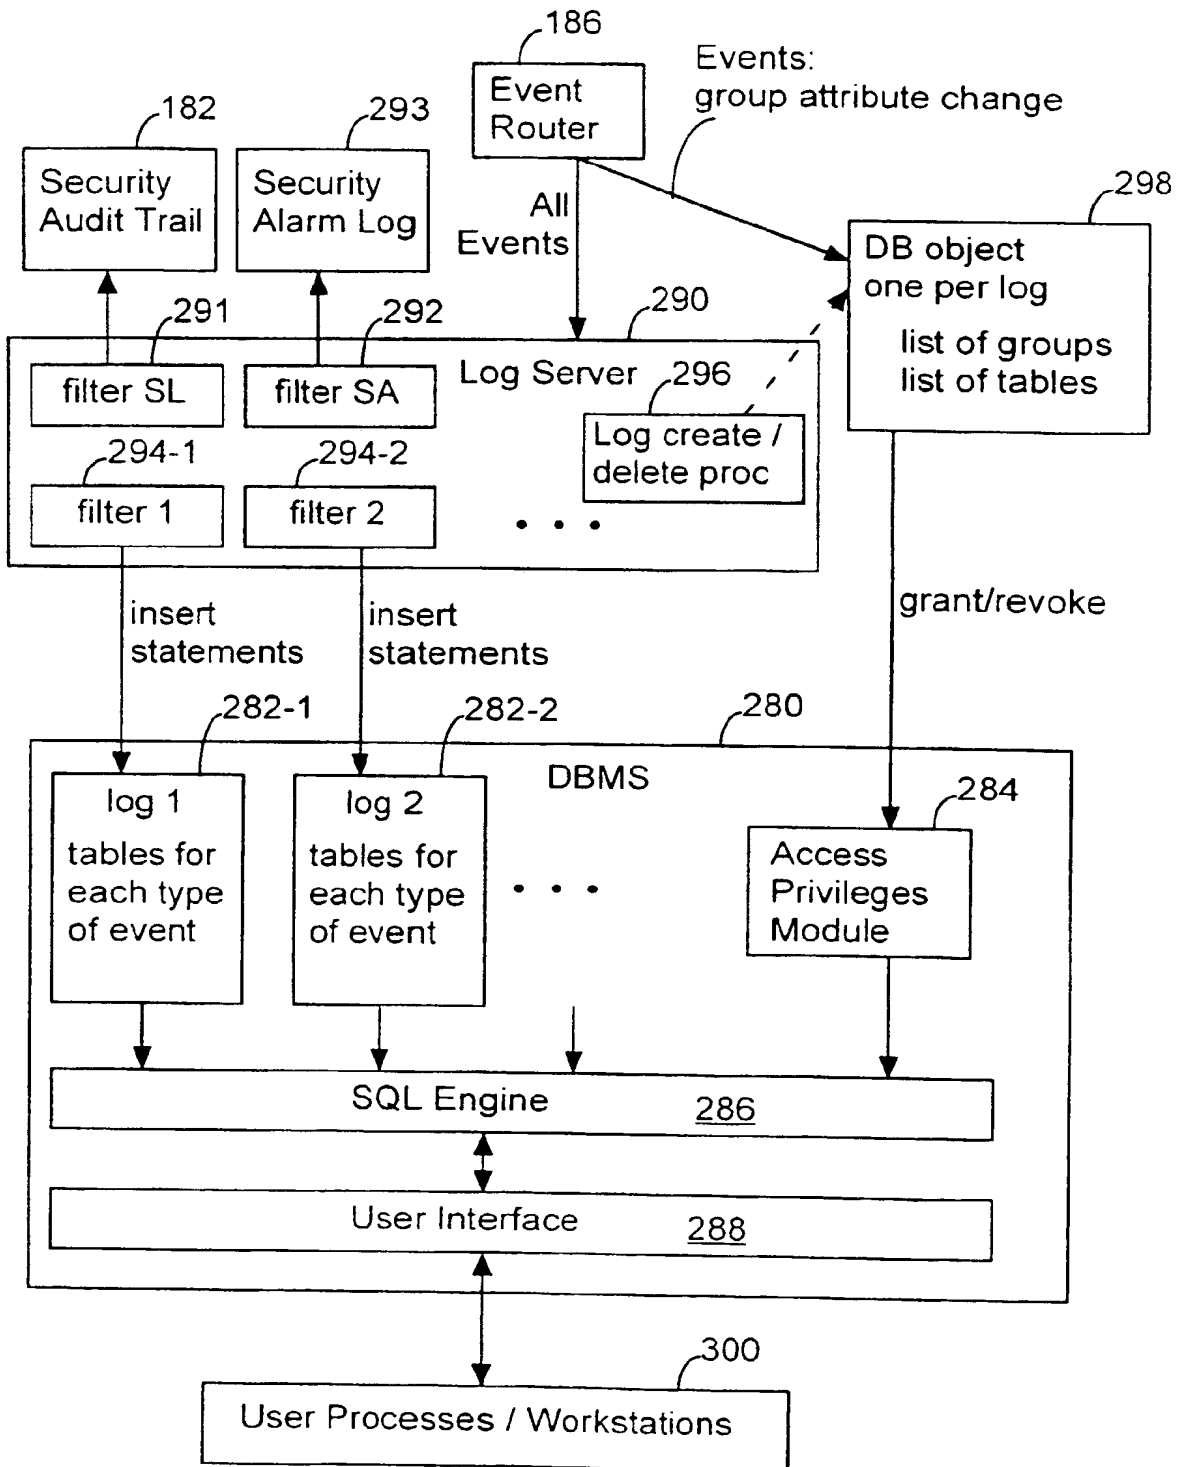 186
Event
Router
Events:
group attribute change
182
293
Security
Audit Trail
Security
Alarm Log
All
Events
298
DB object
one per log
list of groups
list of tables
291
292
290
filter SL
filter SA
Log Server
296
Log create /
delete proc
294-1
294-2
filter 1
filter 2
. . .
insert
statements
insert
statements
grant/revoke
282-1
282-2
280
DBMS
log 1
tables for
each type
of event
log 2
tables for
each type
of event
. . .
284
Access
Privileges
Module
SQL Engine 286
User Interface 288
300
User Processes / Workstations